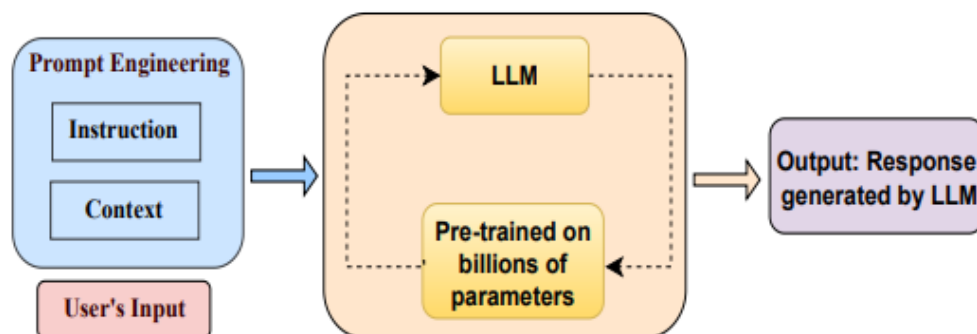 Prompt Engineering
Instruction
Context
User's Input
LLM
Pre-trained on
billions of
parameters
Output: Response
generated by LLM